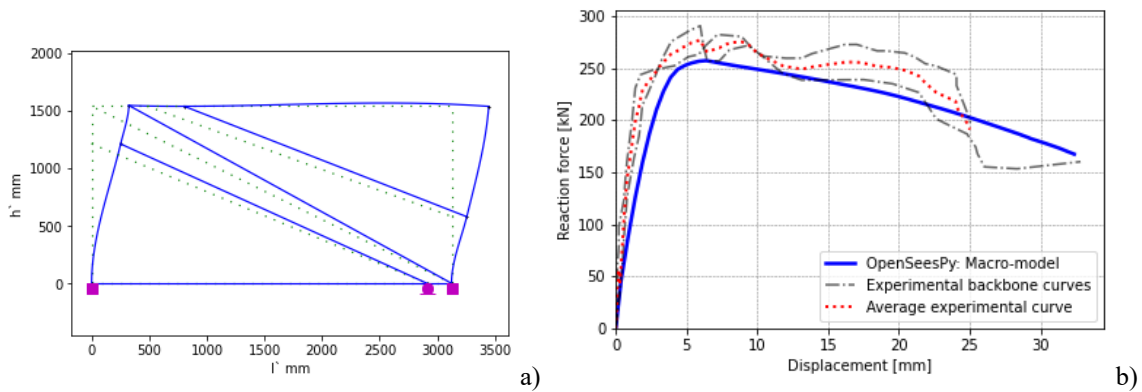 2000
1500
1000
500
0
h` mm
0 500 1000 1500 2000 2500 3000 3500
l` mm
a)
300
250
200
150
100
50
0
Reaction force [kN]
OpenSeesPy: Macro-model
Experimental backbone curves
Average experimental curve
0 5 10 15 20 25 30
Displacement [mm]
b)